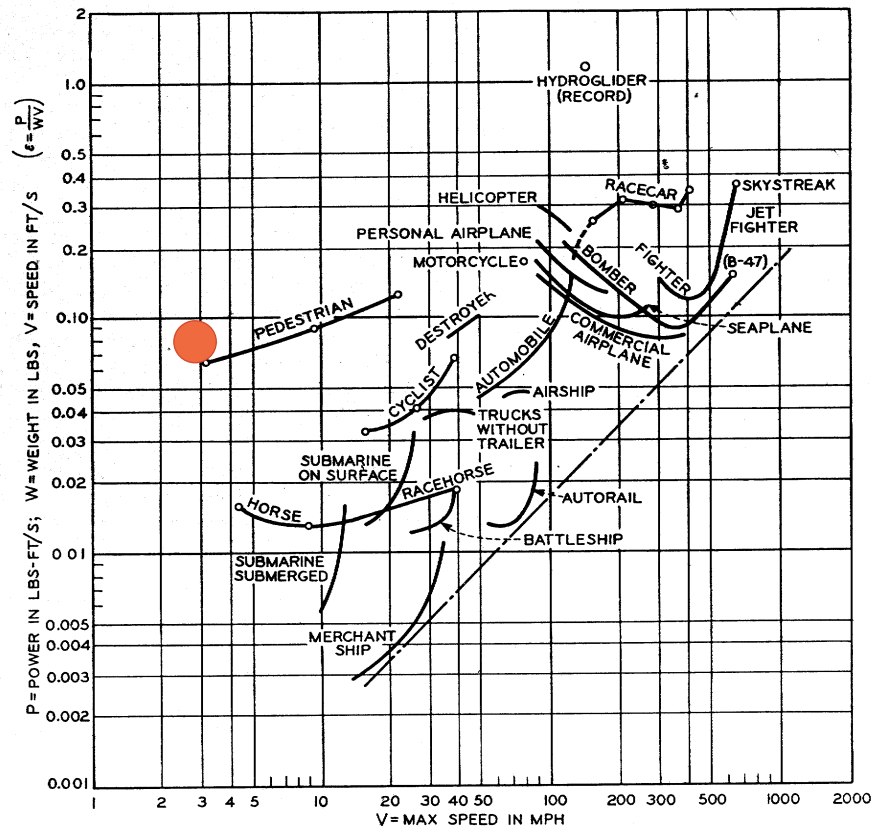 P = POWER IN LBS-FT/S; W = WEIGHT IN LBS, V = SPEED IN FT/S (ε = P/WV)
2
1.0
0.5
0.4
0.3
0.2
0.10
0.05
0.04
0.03
0.02
0 01
0.005
0.004
0.003
0.002
0.001
HYDROGLIDER
(RECORD)
RACECAR
SKYSTREAK
HELICOPTER
JET
FIGHTER
PERSONAL AIRPLANE
FIGHTER
BOMBER
MOTORCYCLE
(B-47)
PEDESTRIAN
DESTROYER
SEAPLANE
COMMERCIAL
AIRPLANE
AUTOMOBILE
CYCLIST
AIRSHIP
TRUCKS
WITHOUT
TRAILER
SUBMARINE
ON SURFACE
RACEHORSE
HORSE
AUTORAIL
BATTLESHIP
SUBMARINE
SUBMERGED
MERCHANT
SHIP
1 2 3 4 5 10 20 30 40 50 100 200 300 500 1000 2000
V = MAX SPEED IN MPH